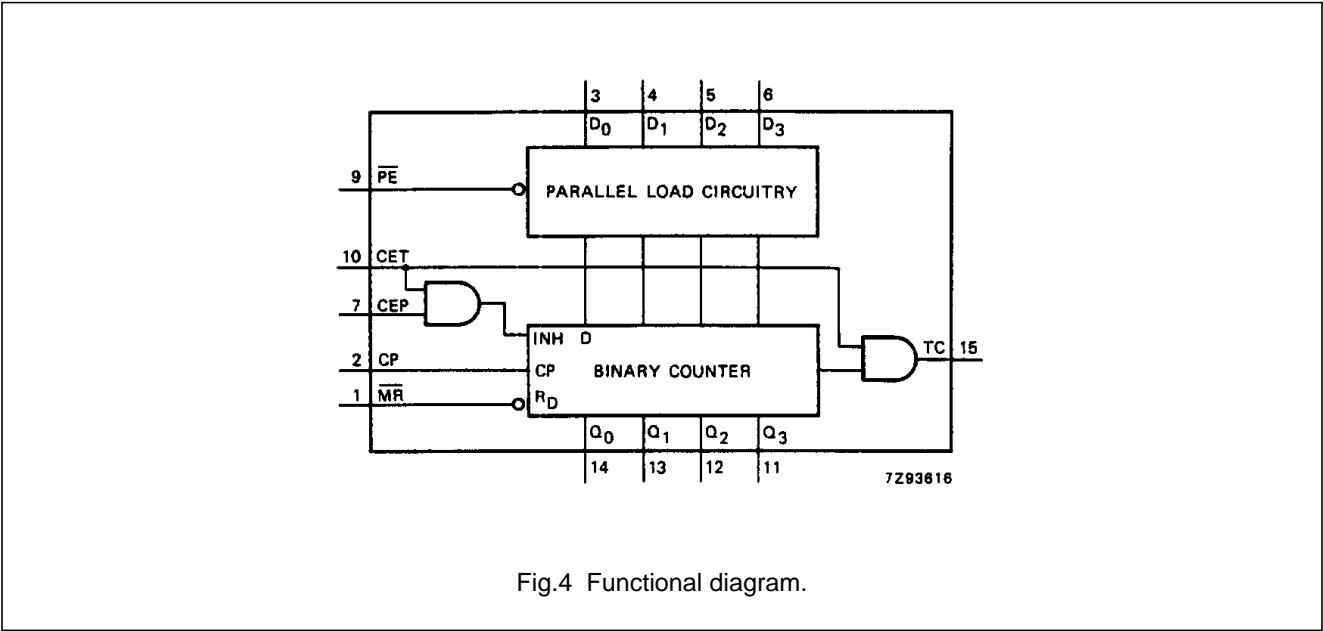 3 4 5 6
D0 D1 D2 D3
9 P̅E̅
PARALLEL LOAD CIRCUITRY
10 CET
7 CEP
INH D
TC 15
2 CP
CP BINARY COUNTER
1 M̅R̅
RD
Q0 Q1 Q2 Q3
14 13 12 11
7Z93616
Fig.4 Functional diagram.